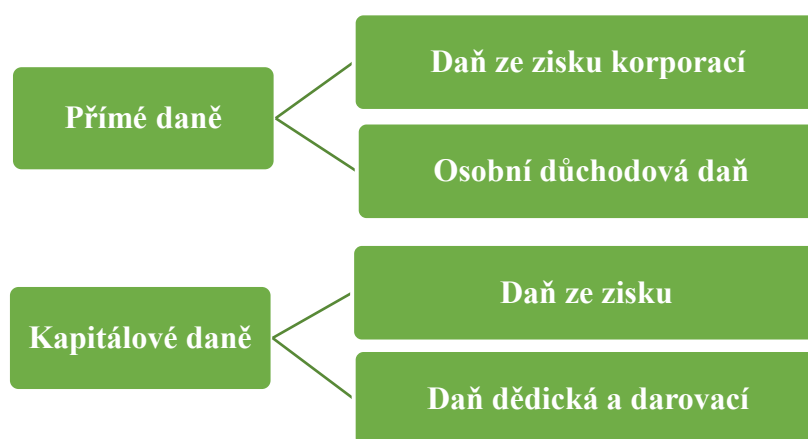 Přímé daně
Daň ze zisku korporací
Osobní důchodová daň
Kapitálové daně
Daň ze zisku
Daň dědická a darovací